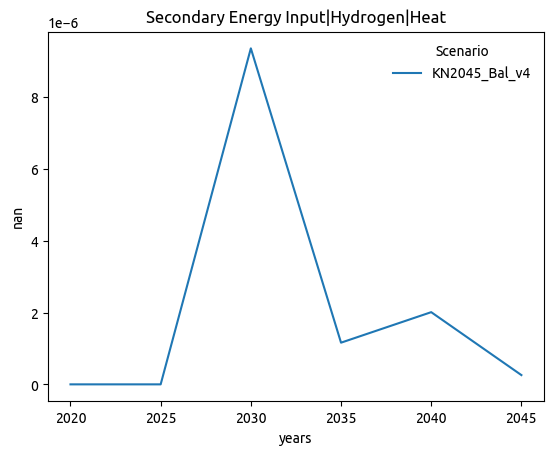 Secondary Energy Input|Hydrogen|Heat
1e−6
Scenario
KN2045_Bal_v4
8
6
4
2
0
nan
2020 2025 2030 2035 2040 2045
years